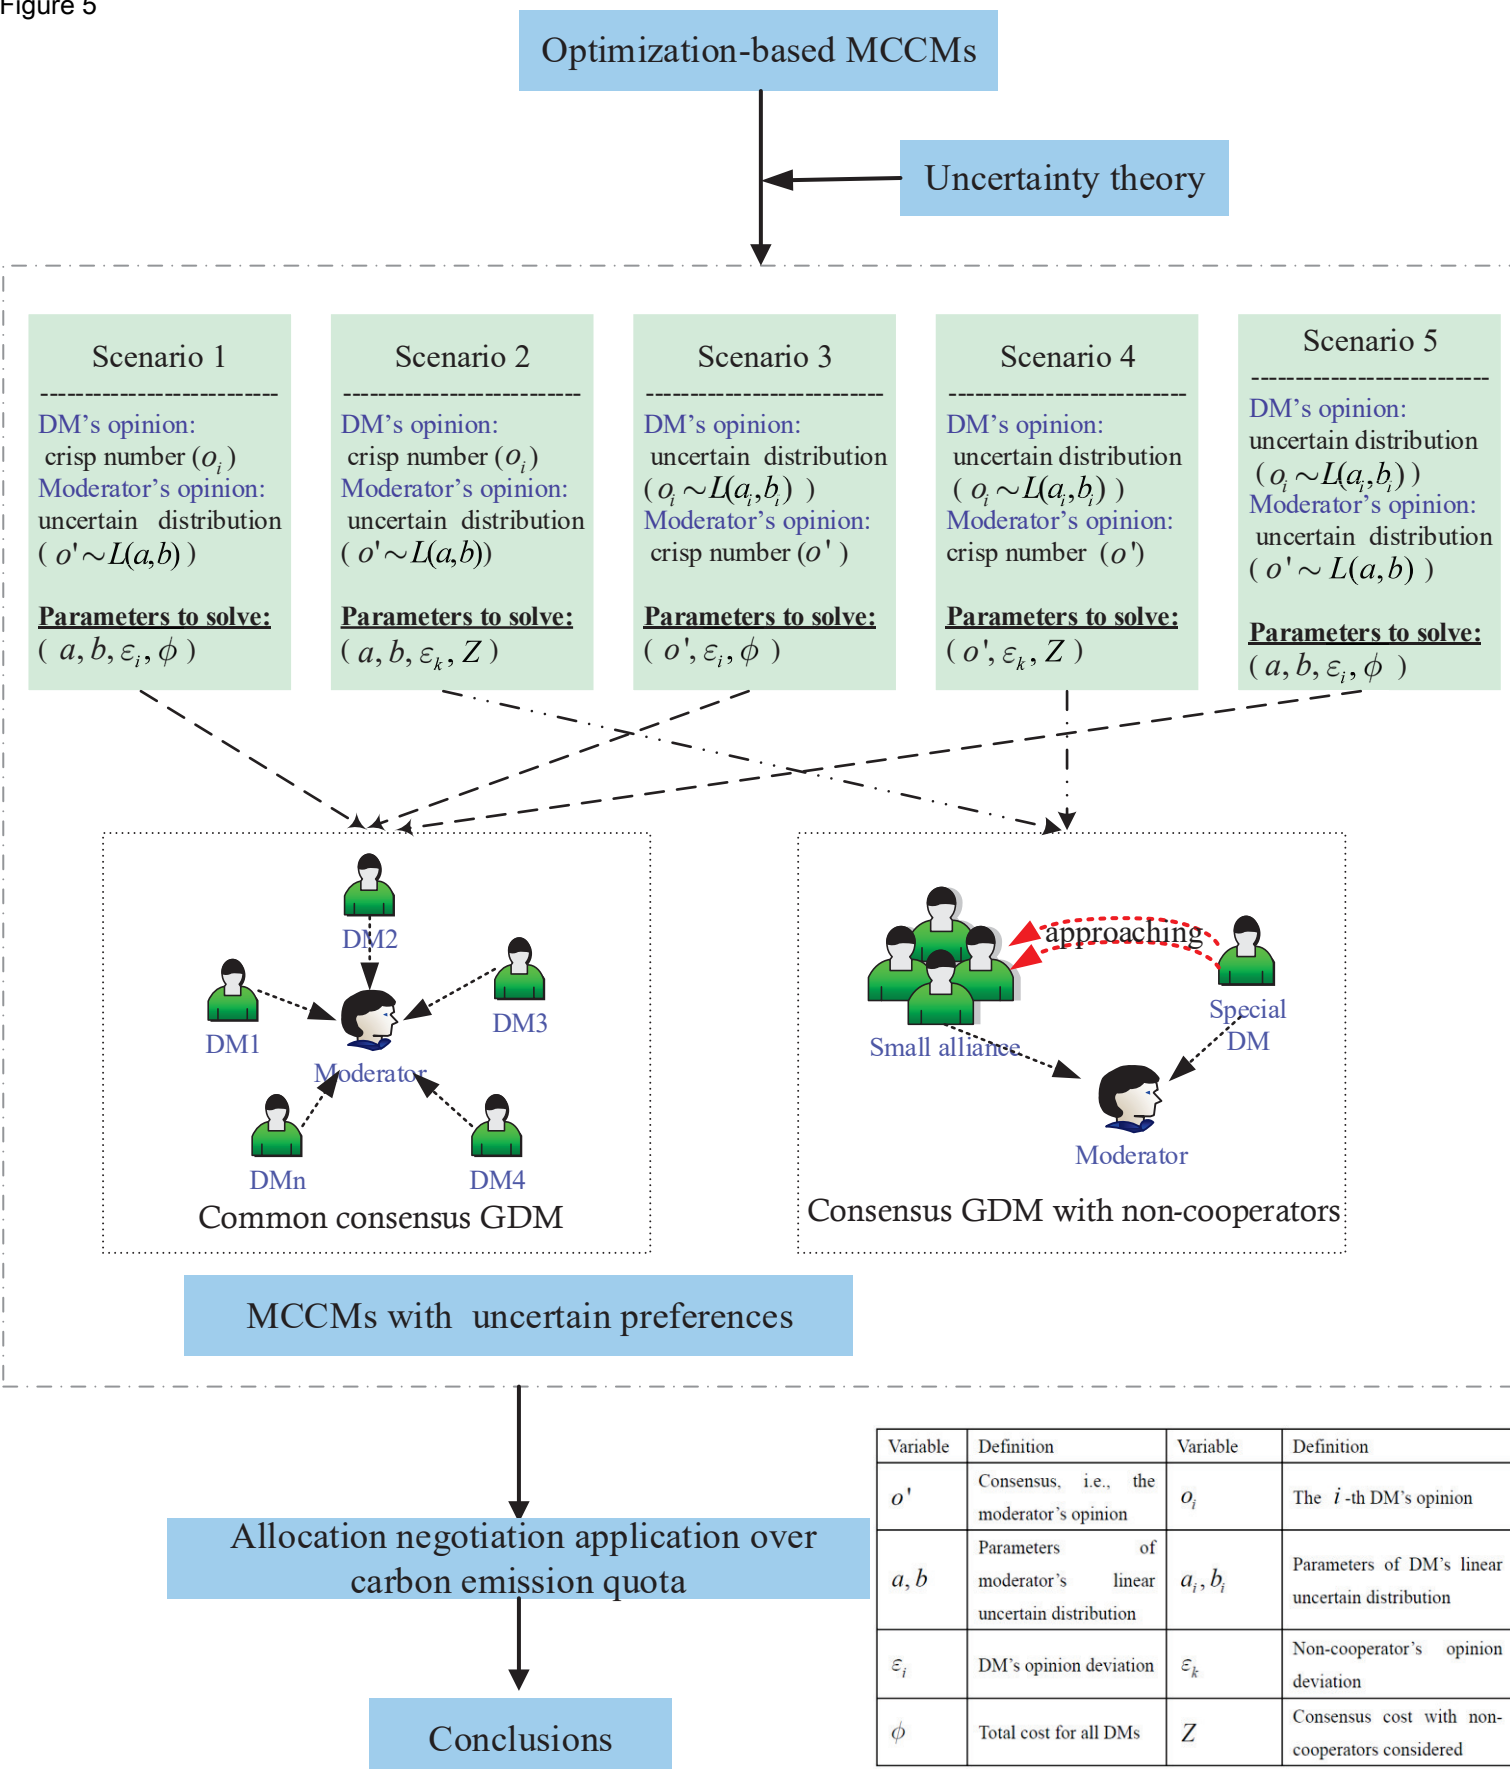 Figure 5
Optimization-based MCCMs
Uncertainty theory
Scenario 1
---------------------------
DM's opinion:
crisp number (o_i)
Moderator's opinion:
uncertain distribution
( o'~L(a,b) )
Parameters to solve:
( a, b, ε_i, ϕ )
Scenario 2
---------------------------
DM's opinion:
crisp number (o_i)
Moderator's opinion:
uncertain distribution
( o'~L(a,b))
Parameters to solve:
( a, b, ε_k, Z )
Scenario 3
---------------------------
DM's opinion:
uncertain distribution
(o_i~L(a_i,b_i) )
Moderator's opinion:
crisp number (o' )
Parameters to solve:
( o', ε_i, ϕ )
Scenario 4
---------------------------
DM's opinion:
uncertain distribution
( o_i~L(a_i,b_i) )
Moderator's opinion:
crisp number (o')
Parameters to solve:
(o', ε_k, Z )
Scenario 5
---------------------------
DM's opinion:
uncertain distribution
( o_i~L(a_i,b_i) )
Moderator's opinion:
uncertain distribution
( o' ~ L(a,b) )
Parameters to solve:
( a, b, ε_i, ϕ )
DM2
DM1
DM3
Moderator
DMn
DM4
Common consensus GDM
approaching
Small alliance
Special
DM
Moderator
Consensus GDM with non-cooperators
MCCMs with uncertain preferences
Allocation negotiation application over
carbon emission quota
Conclusions
Variable Definition Variable Definition
o' Consensus, i.e., the
moderator's opinion
o_i The i -th DM's opinion
a, b Parameters of
moderator's linear
uncertain distribution
a_i, b_i Parameters of DM's linear
uncertain distribution
ε_i DM's opinion deviation
ε_k Non-cooperator's opinion
deviation
ϕ Total cost for all DMs
Z Consensus cost with non-
cooperators considered